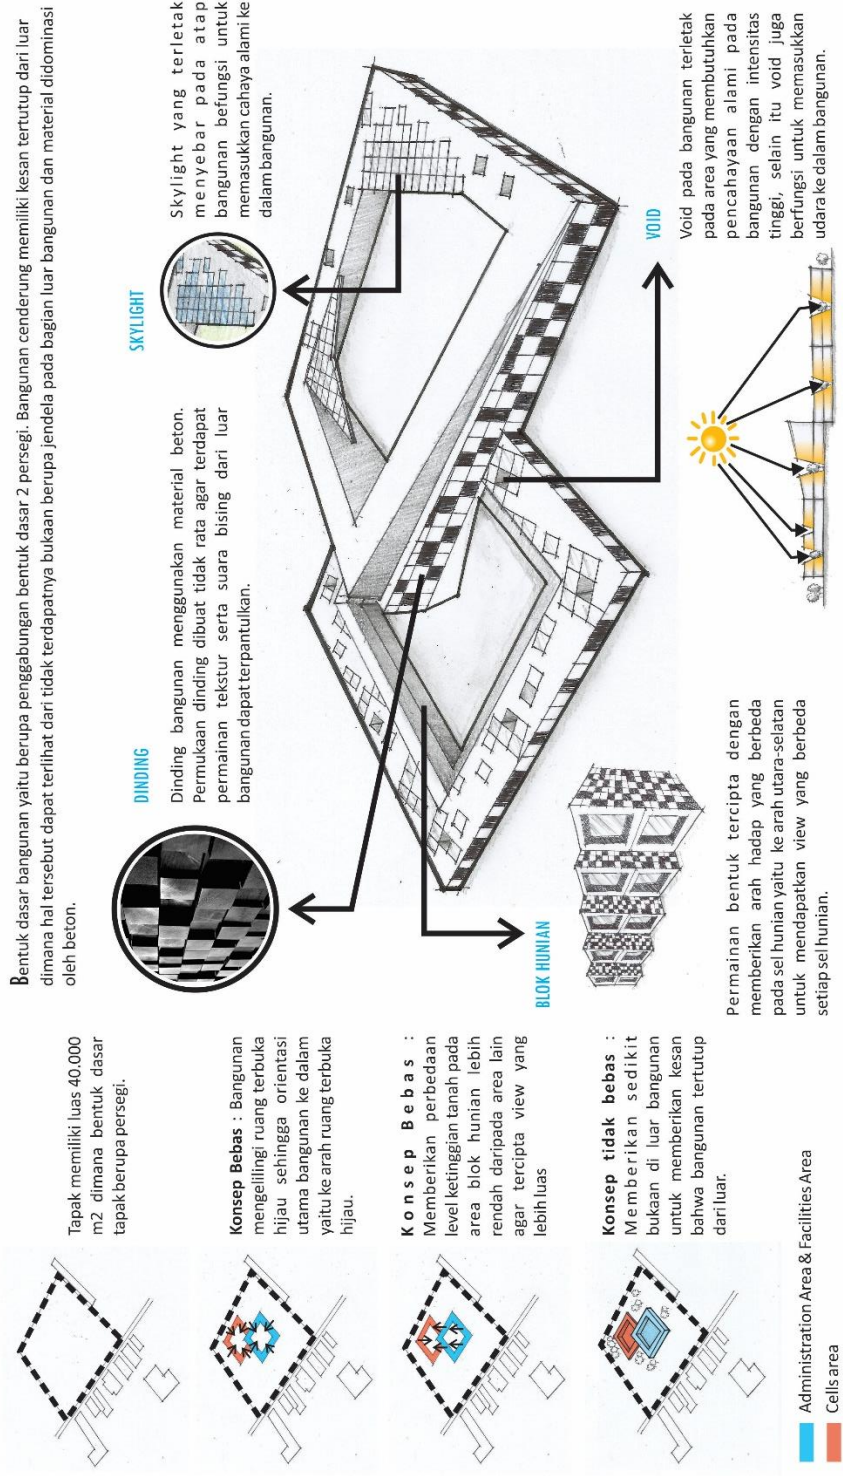 Tapak memiliki luas 40.000
m2 dimana bentuk dasar
tapak berupa persegi.
Konsep Bebas : Bangunan
mengelilingi ruang terbuka
hijau sehingga orientasi
utama bangunan ke dalam
yaitu ke arah ruang terbuka
hijau.
Konsep Bebas :
Memberikan perbedaan
level ketinggian tanah pada
area blok hunian lebih
rendah daripada area lain
agar tercipta view yang
lebih luas
Konsep tidak bebas :
Memberikan sedikit
bukaan di luar bangunan
untuk memberikan kesan
bahwa bangunan tertutup
dari luar.
Administration Area & Facilities Area
Cells area
Bentuk dasar bangunan yaitu berupa penggabungan bentuk dasar 2 persegi. Bangunan cenderung memiliki kesan tertutup dari luar
dimana hal tersebut dapat terlihat dari tidak terdapatnya bukaan berupa jendela pada bagian luar bangunan dan material didominasi
oleh beton.
DINDING
Dinding bangunan menggunakan material beton.
Permukaan dinding dibuat tidak rata agar terdapat
permainan tekstur serta suara bising dari luar
bangunan dapat terpantulkan.
SKYLIGHT
Skylight yang terletak
menyebar pada atap
bangunan befungsi untuk
memasukkan cahaya alami ke
dalam bangunan.
BLOK HUNIAN
Permainan bentuk tercipta dengan
memberikan arah hadap yang berbeda
pada sel hunian yaitu ke arah utara-selatan
untuk mendapatkan view yang berbeda
setiap sel hunian.
VOID
Void pada bangunan terletak
pada area yang membutuhkan
pencahayaan alami pada
bangunan dengan intensitas
tinggi, selain itu void juga
berfungsi untuk memasukkan
udara ke dalam bangunan.